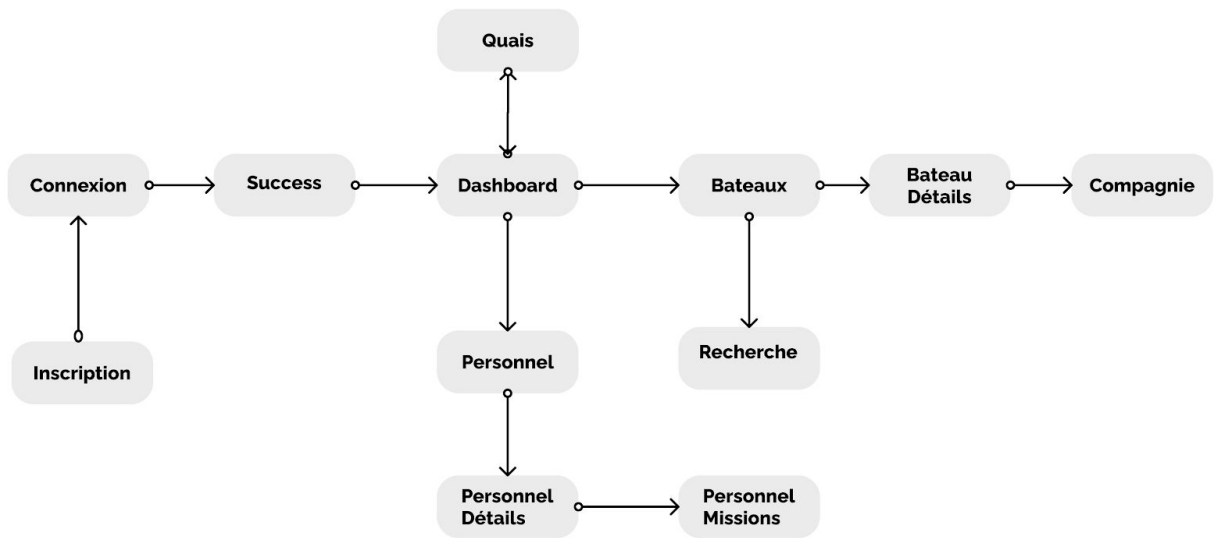 Quais
Connexion
Success
Dashboard
Bateaux
Bateau
Détails
Compagnie
Inscription
Personnel
Recherche
Personnel
Détails
Personnel
Missions